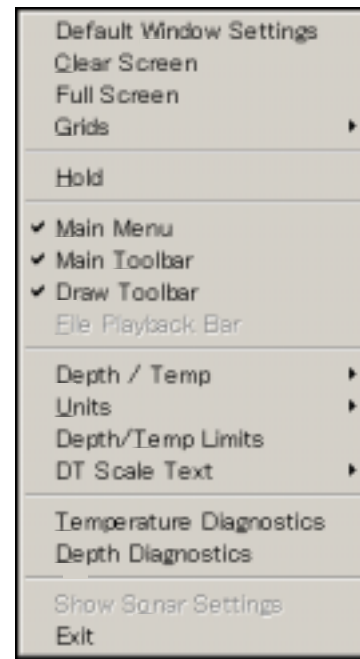 Default Window Settings
Clear Screen
Full Screen
Grids
Hold
Main Menu
Main Toolbar
Draw Toolbar
File Playback Bar
Depth / Temp
Units
Depth/Temp Limits
DT Scale Text
Temperature Diagnostics
Depth Diagnostics
Show Sonar Settings
Exit